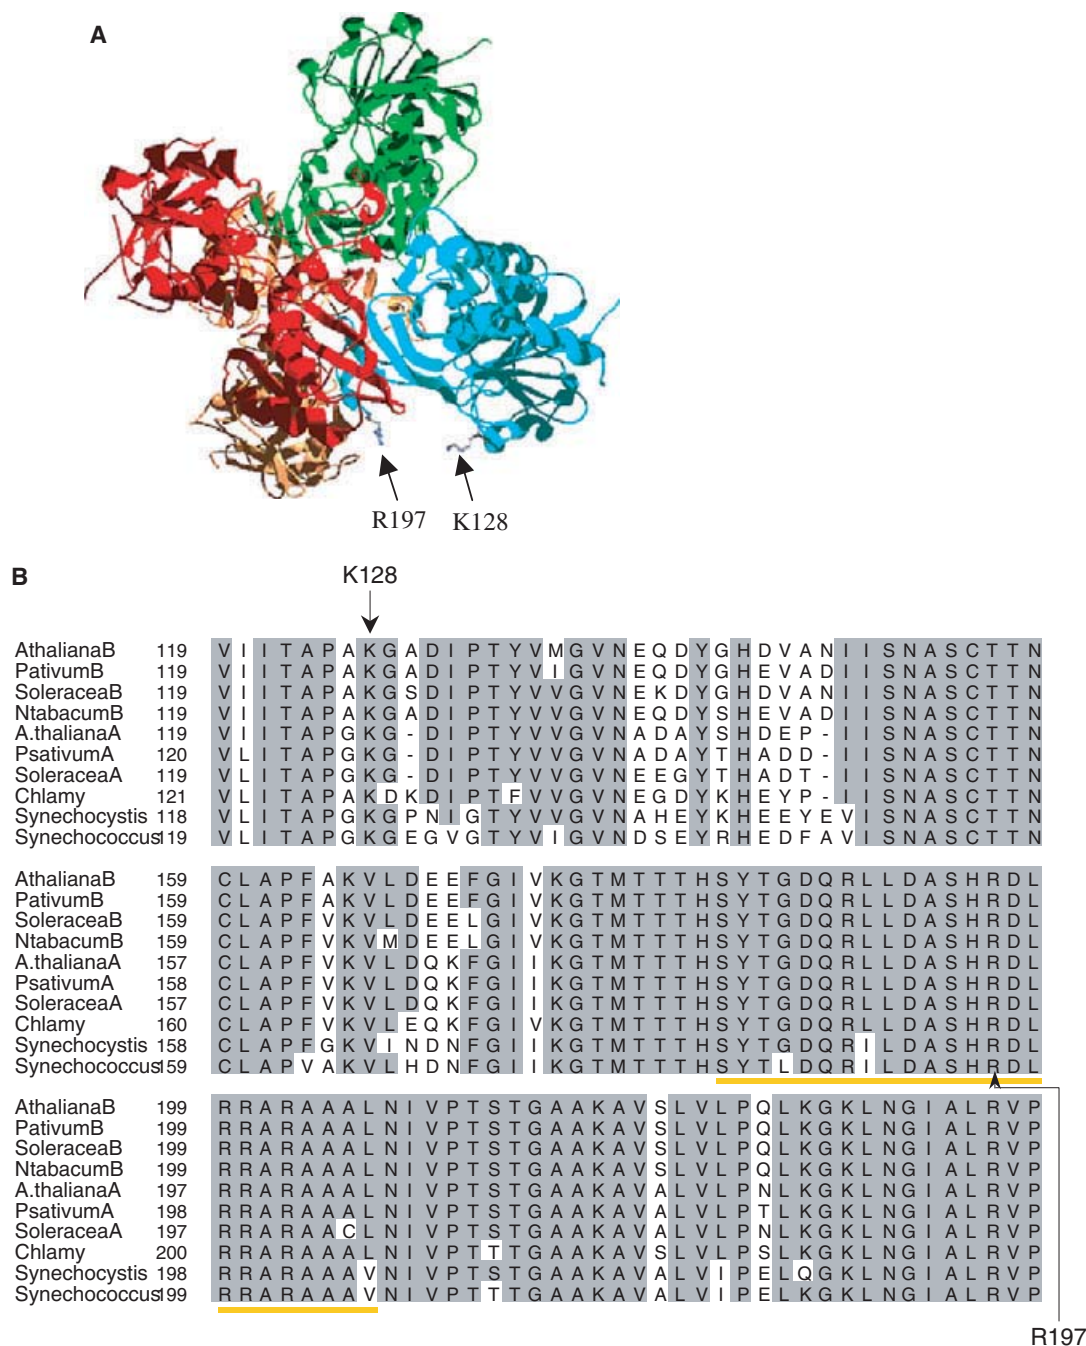 A
R197 K128
B
K128
AthalianaB 119 V I I T A P A K G A D I P T Y V M G V N E Q D Y G H D V A N I I S N A S C T T N
PativumB 119 V I I T A P A K G A D I P T Y V I G V N E Q D Y G H E V A D I I S N A S C T T N
SoleraceaB 119 V I I T A P A K G S D I P T Y V V G V N E K D Y G H D V A N I I S N A S C T T N
NtabacumB 119 V I I T A P A K G A D I P T Y V V G V N E Q D Y S H E V A D I I S N A S C T T N
A.thalianaA 119 V I I T A P G K G - D I P T Y V V G V N A D A Y S H D E P - I I S N A S C T T N
PsativumA 120 V L I T A P G K G - D I P T Y V V G V N A D A Y T H A D D - I I S N A S C T T N
SoleraceaA 119 V L I T A P G K G - D I P T Y V V G V N E E G Y T H A D T - I I S N A S C T T N
Chlamy 121 V L I T A P A K D K D I P T F V V G V N E G D Y K H E Y P - I I S N A S C T T N
Synechocystis 118 V L I T A P G K G P N I G T Y V V G V N A H E Y K H E E Y E V I S N A S C T T N
Synechococcus 119 V L I T A P G K G E G V G T Y V I G V N D S E Y R H E D F A V I S N A S C T T N
AthalianaB 159 C L A P F A K V L D E E F G I V K G T M T T T H S Y T G D Q R L L D A S H R D L
PativumB 159 C L A P F A K V L D E E F G I V K G T M T T T H S Y T G D Q R L L D A S H R D L
SoleraceaB 159 C L A P F V K V L D E E L G I V K G T M T T T H S Y T G D Q R L L D A S H R D L
NtabacumB 159 C L A P F V K V M D E E L G I V K G T M T T T H S Y T G D Q R L L D A S H R D L
A.thalianaA 157 C L A P F V K V L D Q K F G I I K G T M T T T H S Y T G D Q R L L D A S H R D L
PsativumA 158 C L A P F V K V L D Q K F G I I K G T M T T T H S Y T G D Q R L L D A S H R D L
SoleraceaA 157 C L A P F V K V L D Q K F G I I K G T M T T T H S Y T G D Q R L L D A S H R D L
Chlamy 160 C L A P F V K V L E Q K F G I V K G T M T T T H S Y T G D Q R L L D A S H R D L
Synechocystis 158 C L A P F G K V I N D N F G I I K G T M T T T H S Y T G D Q R I L D A S H R D L
Synechococcus 159 C L A P V A K V L H D N F G I I K G T M T T T H S Y T L D Q R I L D A S H R D L
AthalianaB 199 R R A R A A A L N I V P T S T G A A K A V S L V L P Q L K G K L N G I A L R V P
PativumB 199 R R A R A A A L N I V P T S T G A A K A V S L V L P Q L K G K L N G I A L R V P
SoleraceaB 199 R R A R A A A L N I V P T S T G A A K A V S L V L P Q L K G K L N G I A L R V P
NtabacumB 199 R R A R A A A L N I V P T S T G A A K A V S L V L P Q L K G K L N G I A L R V P
A.thalianaA 197 R R A R A A A L N I V P T S T G A A K A V A L V L P N L K G K L N G I A L R V P
PsativumA 198 R R A R A A A L N I V P T S T G A A K A V A L V L P T L K G K L N G I A L R V P
SoleraceaA 197 R R A R A A C L N I V P T S T G A A K A V A L V L P N L K G K L N G I A L R V P
Chlamy 200 R R A R A A A L N I V P T T T G A A K A V S L V L P S L K G K L N G I A L R V P
Synechocystis 198 R R A R A A A V N I V P T S T G A A K A V A L V I P E L Q G K L N G I A L R V P
Synechococcus 199 R R A R A A A V N I V P T T T G A A K A V A L V I P E L K G K L N G I A L R V P
R197